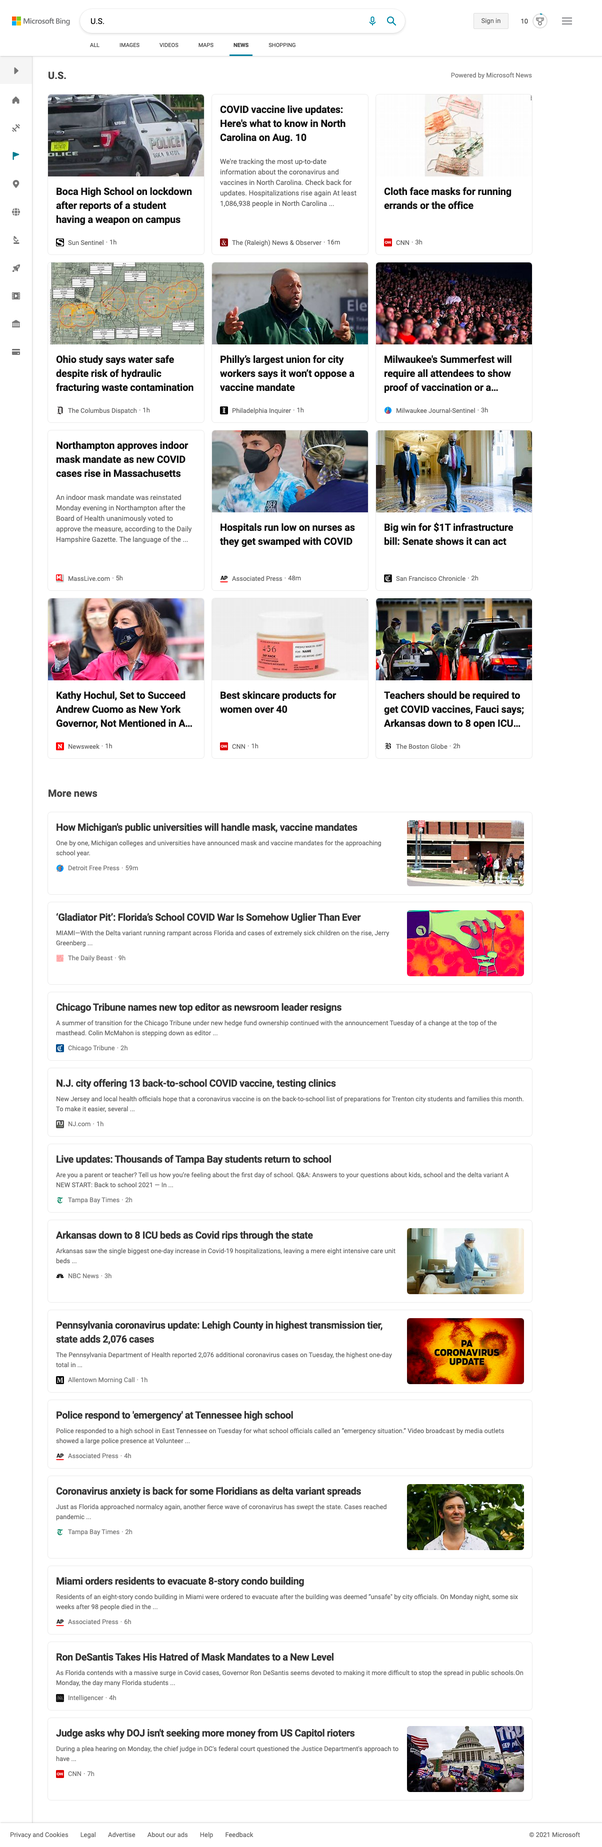 Microsoft Bing
U.S.
Sign in
10
ALL
IMAGES
VIDEOS
MAPS
NEWS
SHOPPING
U.S.
Powered by Microsoft News
POLICE
Boca High School on lockdown
after reports of a student
having a weapon on campus
Sun Sentinel · 1h
COVID vaccine live updates:
Here's what to know in North
Carolina on Aug. 10
We're tracking the most up-to-date
information about the coronavirus and
vaccines in North Carolina. Check back for
updates. Hospitalizations rise again At least
1,086,938 people in North Carolina ...
The (Raleigh) News & Observer · 16m
Cloth face masks for running
errands or the office
CNN · 3h
Ohio study says water safe
despite risk of hydraulic
fracturing waste contamination
The Columbus Dispatch · 1h
Ele
Philly's largest union for city
workers says it won't oppose a
vaccine mandate
Philadelphia Inquirer · 1h
Milwaukee's Summerfest will
require all attendees to show
proof of vaccination or a...
Milwaukee Journal-Sentinel · 3h
Northampton approves indoor
mask mandate as new COVID
cases rise in Massachusetts
An indoor mask mandate was reinstated
Monday evening in Northampton after the
Board of Health unanimously voted to
approve the measure, according to the Daily
Hampshire Gazette. The language of the ...
MassLive.com · 5h
Hospitals run low on nurses as
they get swamped with COVID
AP Associated Press · 48m
Big win for $1T infrastructure
bill: Senate shows it can act
San Francisco Chronicle · 2h
Kathy Hochul, Set to Succeed
Andrew Cuomo as New York
Governor, Not Mentioned in A...
Newsweek · 1h
Best skincare products for
women over 40
CNN · 1h
Teachers should be required to
get COVID vaccines, Fauci says;
Arkansas down to 8 open ICU...
The Boston Globe · 2h
More news
How Michigan's public universities will handle mask, vaccine mandates
One by one, Michigan colleges and universities have announced mask and vaccine mandates for the approaching
school year.
Detroit Free Press · 59m
'Gladiator Pit': Florida's School COVID War Is Somehow Uglier Than Ever
MIAMI—With the Delta variant running rampant across Florida and cases of extremely sick children on the rise, Jerry
Greenberg ...
The Daily Beast · 9h
Chicago Tribune names new top editor as newsroom leader resigns
A summer of transition for the Chicago Tribune under new hedge fund ownership continued with the announcement Tuesday of a change at the top of the
masthead. Colin McMahon is stepping down as editor ...
Chicago Tribune · 2h
N.J. city offering 13 back-to-school COVID vaccine, testing clinics
New Jersey and local health officials hope that a coronavirus vaccine is on the back-to-school list of preparations for Trenton city students and families this month.
To make it easier, several ...
NJ.com · 1h
Live updates: Thousands of Tampa Bay students return to school
Are you a parent or teacher? Tell us how you're feeling about the first day of school. Q&A: Answers to your questions about kids, school and the delta variant A
NEW START: Back to school 2021 — In ...
Tampa Bay Times · 2h
Arkansas down to 8 ICU beds as Covid rips through the state
Arkansas saw the single biggest one-day increase in Covid-19 hospitalizations, leaving a mere eight intensive care unit
beds ...
NBC News · 3h
Pennsylvania coronavirus update: Lehigh County in highest transmission tier,
state adds 2,076 cases
The Pennsylvania Department of Health reported 2,076 additional coronavirus cases on Tuesday, the highest one-day
total in ...
Allentown Morning Call · 1h
PA
CORONAVIRUS
UPDATE
Police respond to 'emergency' at Tennessee high school
Police responded to a high school in East Tennessee on Tuesday for what school officials called an "emergency situation." Video broadcast by media outlets
showed a large police presence at Volunteer ...
AP Associated Press · 4h
Coronavirus anxiety is back for some Floridians as delta variant spreads
Just as Florida approached normalcy again, another fierce wave of coronavirus has swept the state. Cases reached
pandemic ...
Tampa Bay Times · 2h
Miami orders residents to evacuate 8-story condo building
Residents of an eight-story condo building in Miami were ordered to evacuate after the building was deemed "unsafe" by city officials. On Monday night, some six
weeks after 98 people died in the ...
AP Associated Press · 6h
Ron DeSantis Takes His Hatred of Mask Mandates to a New Level
As Florida contends with a massive surge in Covid cases, Governor Ron DeSantis seems devoted to making it more difficult to stop the spread in public schools.On
Monday, the day many Florida students ...
Intelligencer · 4h
Judge asks why DOJ isn't seeking more money from US Capitol rioters
During a plea hearing on Monday, the chief judge in DC's federal court questioned the Justice Department's approach to
have ...
CNN · 7h
Privacy and Cookies
Legal
Advertise
About our ads
Help
Feedback
© 2021 Microsoft